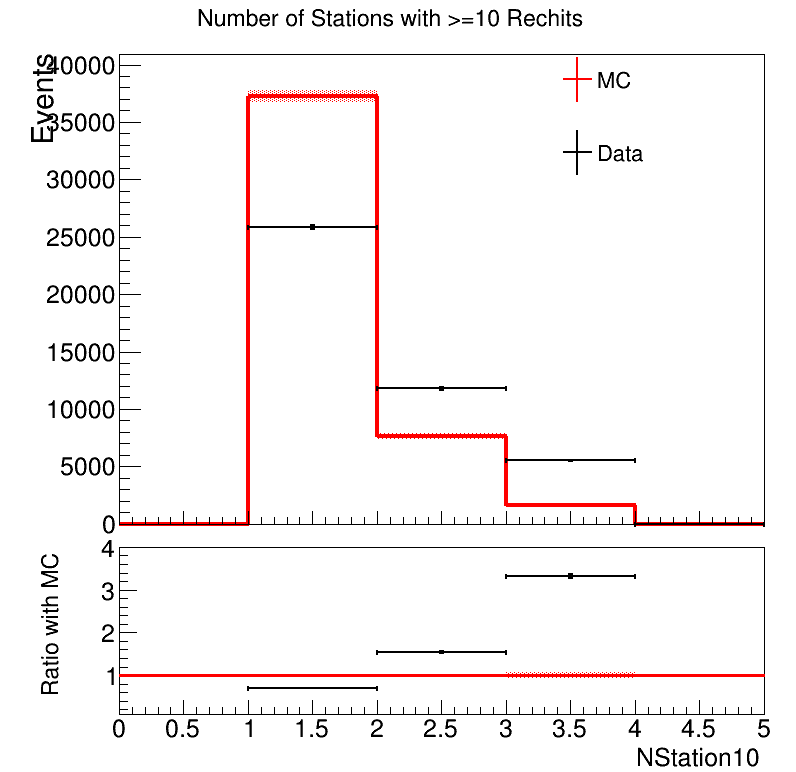 Number of Stations with >=10 Rechits
Events
40000
35000
30000
25000
20000
15000
10000
5000
0
MC
Data
Ratio with MC
4
3
2
1
0 0.5 1 1.5 2 2.5 3 3.5 4 4.5 5
NStation10